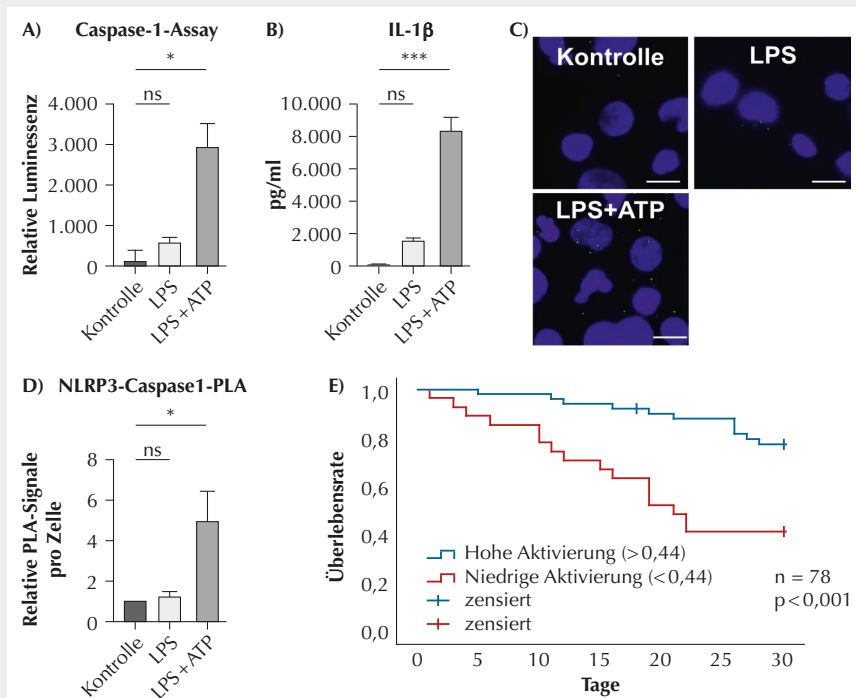 A) Caspase-1-Assay
*
ns
4.000
3.000
2.000
1.000
0
Relative Luminessenz
Kontrolle
LPS
LPS+ATP
B) IL-1β
***
ns
10.000
8.000
6.000
4.000
2.000
0
pg/ml
Kontrolle
LPS
LPS+ATP
C)
Kontrolle
LPS
LPS+ATP
D) NLRP3-Caspase1-PLA
*
ns
8
6
4
2
0
Relative PLA-Signale
pro Zelle
Kontrolle
LPS
LPS+ATP
E)
1,0
0,8
0,6
0,4
0,2
0,0
Überlebensrate
Hohe Aktivierung (>0,44)
Niedrige Aktivierung (<0,44) n = 78
zensiert p<0,001
zensiert
0 5 10 15 20 25 30
Tage